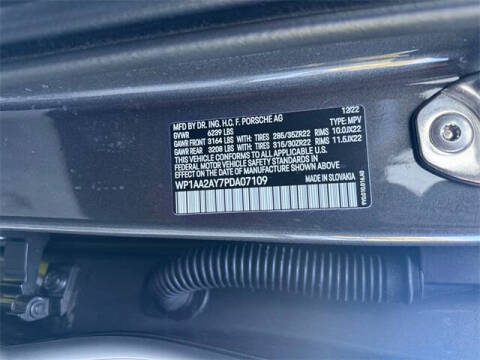 MFD BY DR. ING. H.C. F. PORSCHE AG 12/22
GVWR 6239 LBS TYPE: MPV
GAWR FRONT 3164 LBS WITH TIRES 285/35ZR22 RIMS 10.0JX22
GAWR REAR 3208 LBS WITH TIRES 315/30ZR22 RIMS 11.5JX22
THIS VEHICLE CONFORMS TO ALL APPLICABLE U.S.
FEDERAL MOTOR VEHICLE SAFETY STANDARDS IN
EFFECT ON THE DATE OF MANUFACTURE SHOWN ABOVE.
WP1AA2AY7PDA07109 MADE IN SLOVAKIA